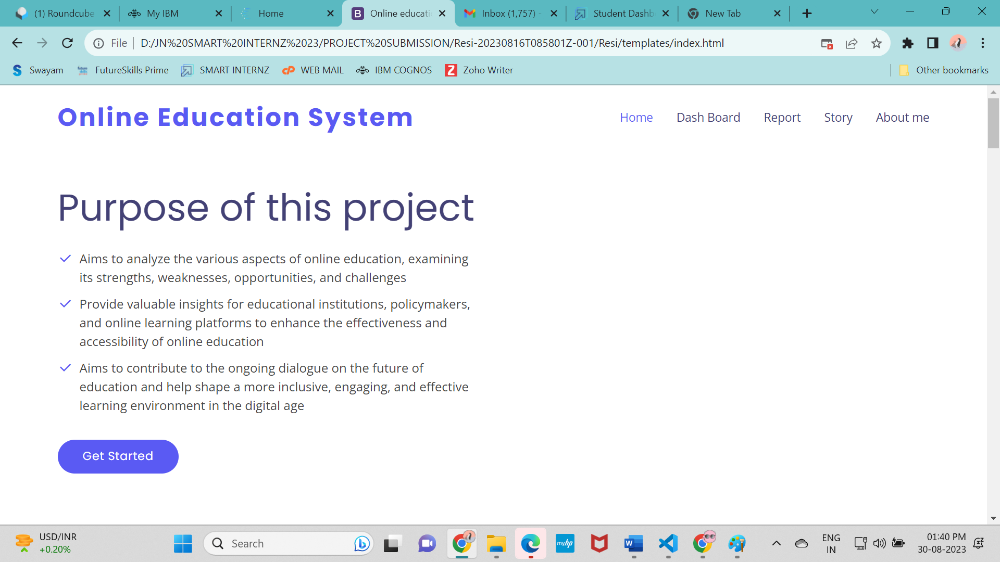 (1) Roundcube
My IBM
Home
Online educati
Inbox (1,757) -
Student Dashb
New Tab
File
D:/JN%20SMART%20INTERNZ%2023/PROJECT%20SUBMISSION/Resi-20230816T085801Z-001/Resi/templates/index.html
Swayam
FutureSkills Prime
SMART INTERNZ
WEB MAIL
IBM COGNOS
Zoho Writer
Other bookmarks
Online Education System
Home
Dash Board
Report
Story
About me
Purpose of this project
Aims to analyze the various aspects of online education, examining
its strengths, weaknesses, opportunities, and challenges
Provide valuable insights for educational institutions, policymakers,
and online learning platforms to enhance the effectiveness and
accessibility of online education
Aims to contribute to the ongoing dialogue on the future of
education and help shape a more inclusive, engaging, and effective
learning environment in the digital age
Get Started
USD/INR
+0.20%
Search
myhp
ENG
IN
01:40 PM
30-08-2023